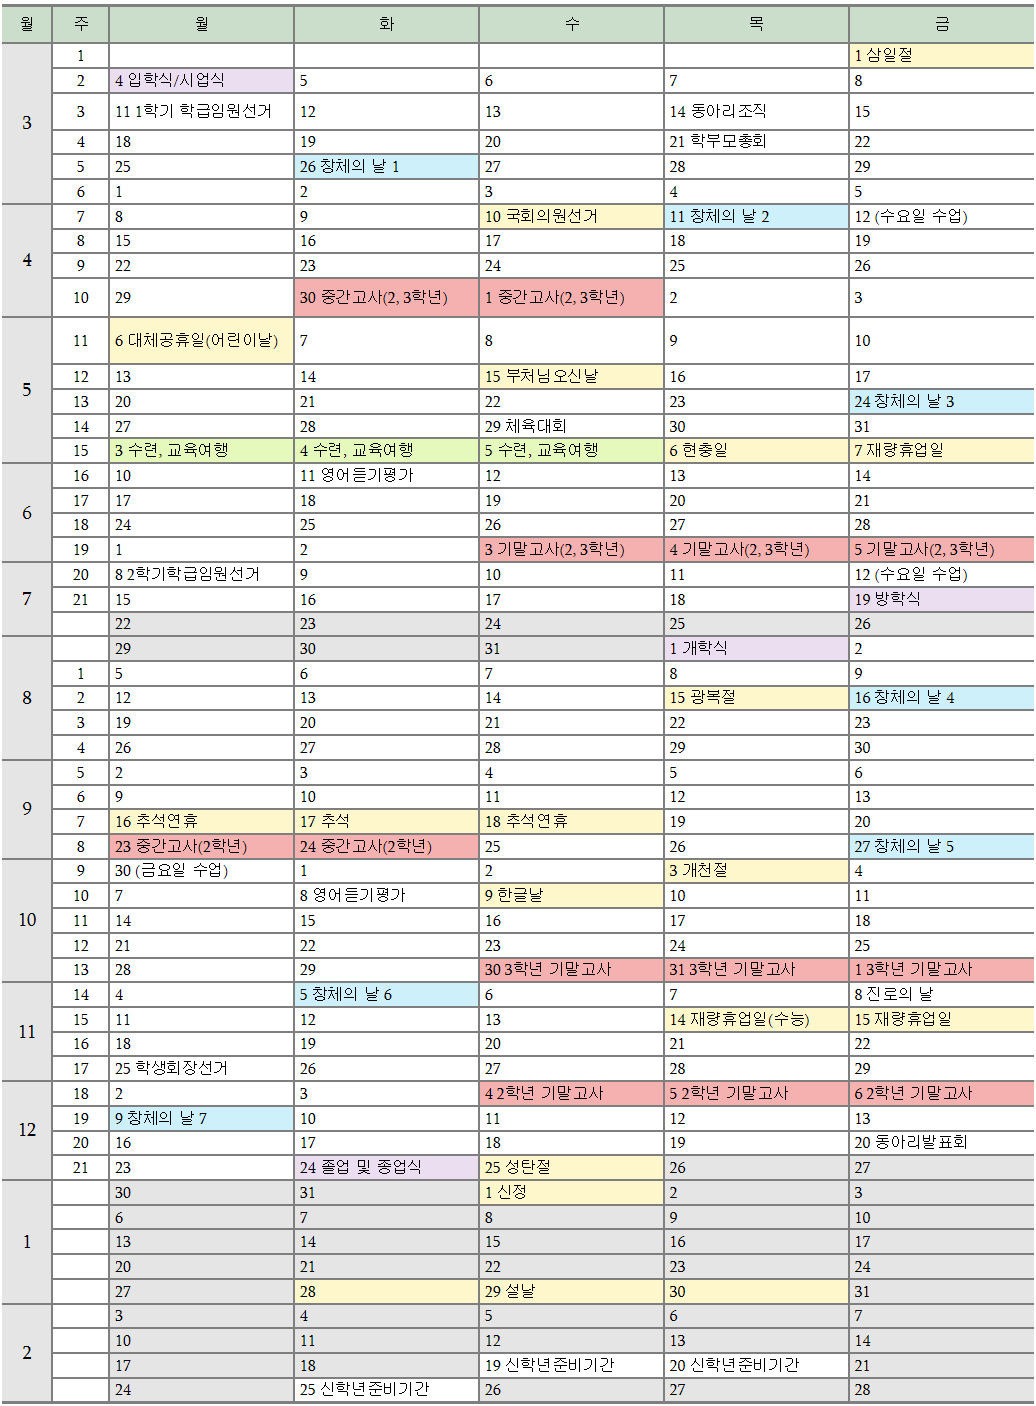 월 주 월 화 수 목 금
3 1 1 삼일절
2 4 입학식/시업식 5 6 7 8
3 11 1학기 학급임원선거 12 13 14 동아리조직 15
4 18 19 20 21 학부모총회 22
5 25 26 창체의 날 1 27 28 29
6 1 2 3 4 5
4 7 8 9 10 국회의원선거 11 창체의 날 2 12 (수요일 수업)
8 15 16 17 18 19
9 22 23 24 25 26
10 29 30 중간고사(2, 3학년) 1 중간고사(2, 3학년) 2 3
5 11 6 대체공휴일(어린이날) 7 8 9 10
12 13 14 15 부처님오신날 16 17
13 20 21 22 23 24 창체의 날 3
14 27 28 29 체육대회 30 31
15 3 수련, 교육여행 4 수련, 교육여행 5 수련, 교육여행 6 현충일 7 재량휴업일
6 16 10 11 영어듣기평가 12 13 14
17 17 18 19 20 21
18 24 25 26 27 28
19 1 2 3 기말고사(2, 3학년) 4 기말고사(2, 3학년) 5 기말고사(2, 3학년)
7 20 8 2학기학급임원선거 9 10 11 12 (수요일 수업)
21 15 16 17 18 19 방학식
22 23 24 25 26
8 29 30 31 1 개학식 2
1 5 6 7 8 9
2 12 13 14 15 광복절 16 창체의 날 4
3 19 20 21 22 23
4 26 27 28 29 30
9 5 2 3 4 5 6
6 9 10 11 12 13
7 16 추석연휴 17 추석 18 추석연휴 19 20
8 23 중간고사(2학년) 24 중간고사(2학년) 25 26 27 창체의 날 5
10 9 30 (금요일 수업) 1 2 3 개천절 4
10 7 8 영어듣기평가 9 한글날 10 11
11 14 15 16 17 18
12 21 22 23 24 25
13 28 29 30 3학년 기말고사 31 3학년 기말고사 1 3학년 기말고사
11 14 4 5 창체의 날 6 6 7 8 진로의 날
15 11 12 13 14 재량휴업일(수능) 15 재량휴업일
16 18 19 20 21 22
17 25 학생회장선거 26 27 28 29
12 18 2 3 4 2학년 기말고사 5 2학년 기말고사 6 2학년 기말고사
19 9 창체의 날 7 10 11 12 13
20 16 17 18 19 20 동아리발표회
21 23 24 졸업 및 종업식 25 성탄절 26 27
1 30 31 1 신정 2 3
6 7 8 9 10
13 14 15 16 17
20 21 22 23 24
27 28 29 설날 30 31
2 3 4 5 6 7
10 11 12 13 14
17 18 19 신학년준비기간 20 신학년준비기간 21
24 25 신학년준비기간 26 27 28